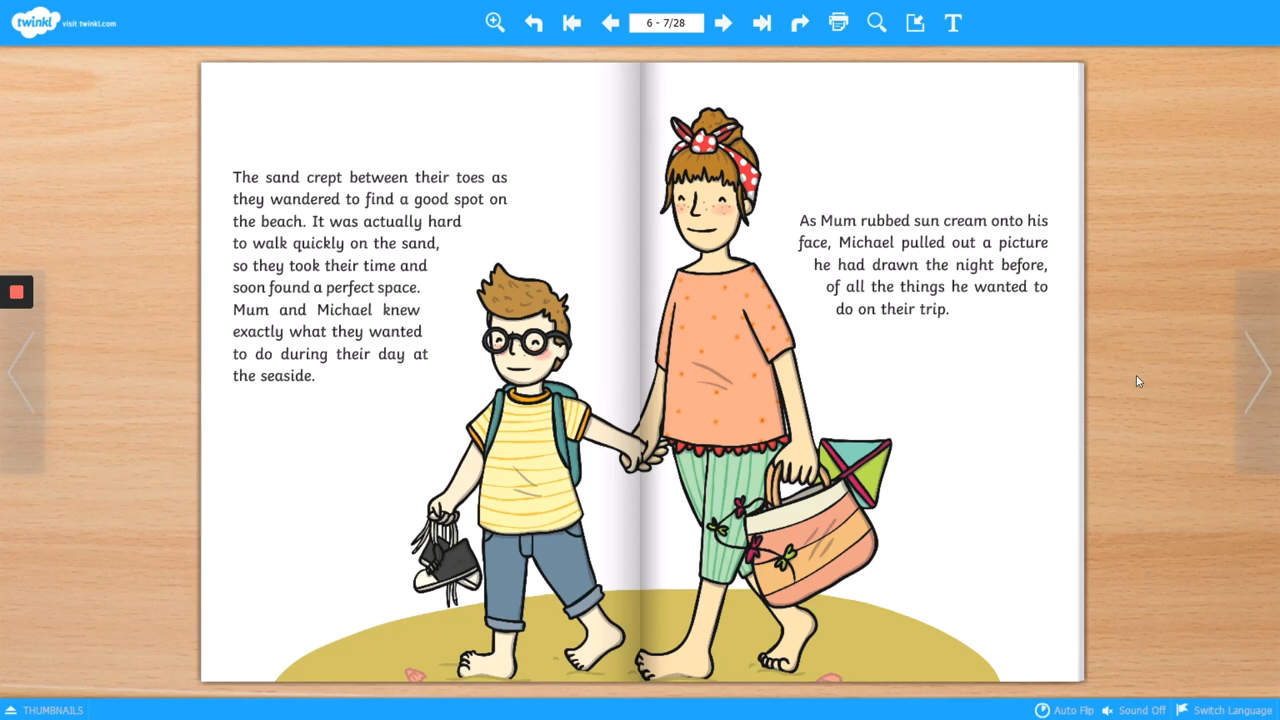 twinkl visit twinkl.com
6 - 7/28
T
The sand crept between their toes as
they wandered to find a good spot on
the beach. It was actually hard
to walk quickly on the sand,
so they took their time and
soon found a perfect space.
Mum and Michael knew
exactly what they wanted
to do during their day at
the seaside.
As Mum rubbed sun cream onto his
face, Michael pulled out a picture
he had drawn the night before,
of all the things he wanted to
do on their trip.
THUMBNAILS
Auto Flip
Sound Off
Switch Language